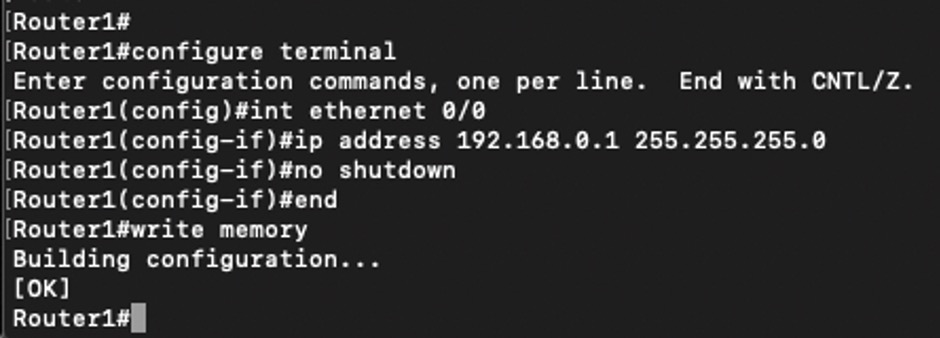 [Router1#
[Router1#configure terminal
Enter configuration commands, one per line.  End with CNTL/Z.
[Router1(config)#int ethernet 0/0
[Router1(config-if)#ip address 192.168.0.1 255.255.255.0
[Router1(config-if)#no shutdown
[Router1(config-if)#end
[Router1#write memory
Building configuration...
[OK]
Router1#